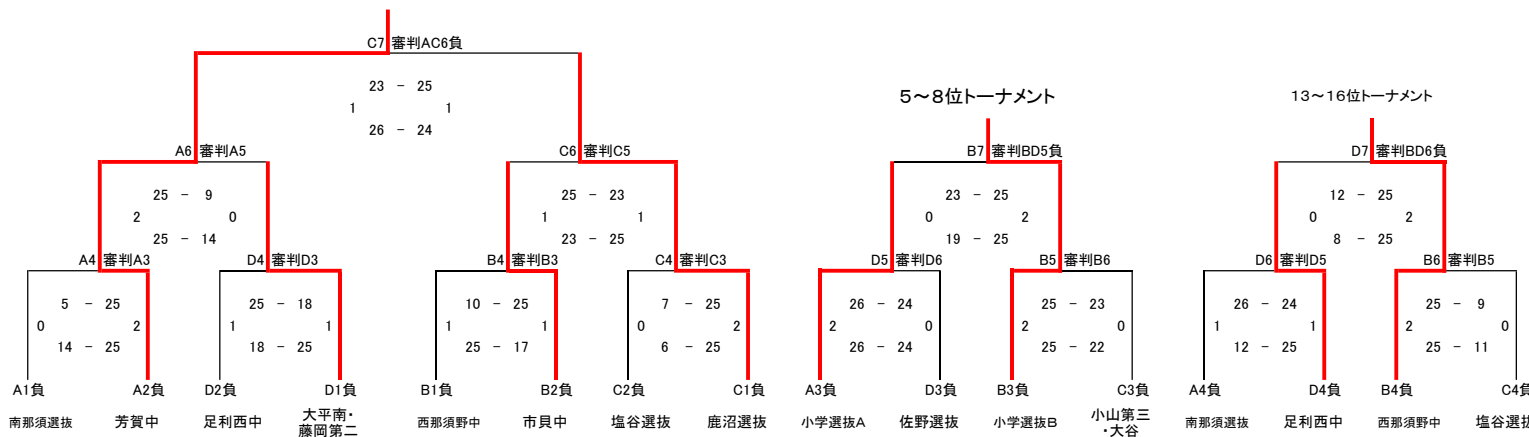 C7 審判AC6負
23 － 25
1 1
26 － 24
5～8位トーナメント
13～16位トーナメント
A6 審判A5
C6 審判C5
B7 審判BD5負
D7 審判BD6負
25 － 9
2 0
25 － 14
25 － 23
1 1
23 － 25
23 － 25
0 2
19 － 25
12 － 25
0 2
8 － 25
A4 審判A3
D4 審判D3
B4 審判B3
C4 審判C3
D5 審判D6
B5 審判B6
D6 審判D5
B6 審判B5
5 － 25
0 2
14 － 25
25 － 18
1 1
18 － 25
10 － 25
1 1
25 － 17
7 － 25
0 2
6 － 25
26 － 24
2 0
26 － 24
25 － 23
2 0
25 － 22
26 － 24
1 1
12 － 25
25 － 9
2 0
25 － 11
A1負 A2負 D2負 D1負 B1負 B2負 C2負 C1負 A3負 D3負 B3負 C3負 A4負 D4負 B4負 C4負
南那須選抜 芳賀中 足利西中 大平南・
藤岡第二 西那須野中 市貝中 塩谷選抜 鹿沼選抜 小学選抜A 佐野選抜 小学選抜B 小山第三
・大谷 南那須選抜 足利西中 西那須野中 塩谷選抜